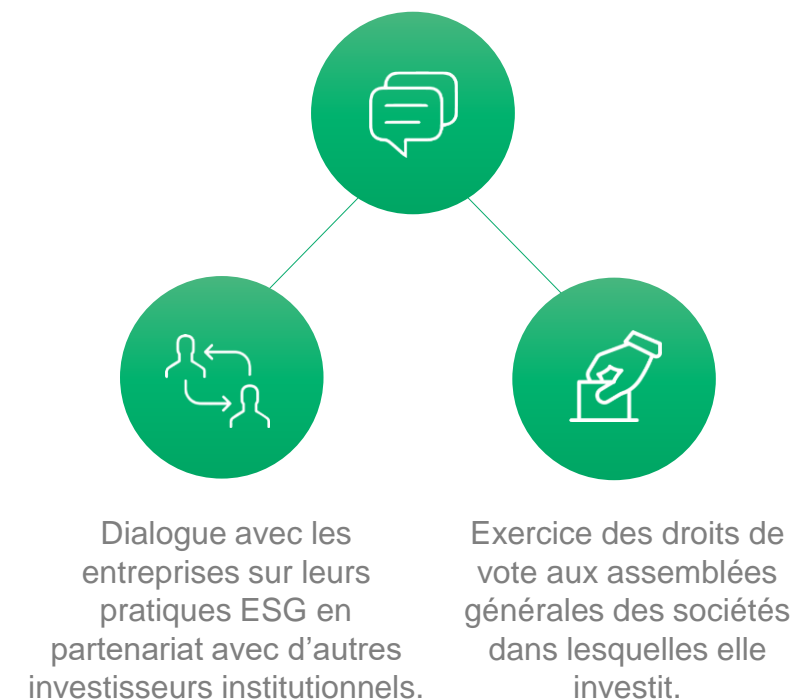 Dialogue avec les
entreprises sur leurs
pratiques ESG en
partenariat avec d’autres
investisseurs institutionnels.
Exercice des droits de
vote aux assemblées
générales des sociétés
dans lesquelles elle
investit.